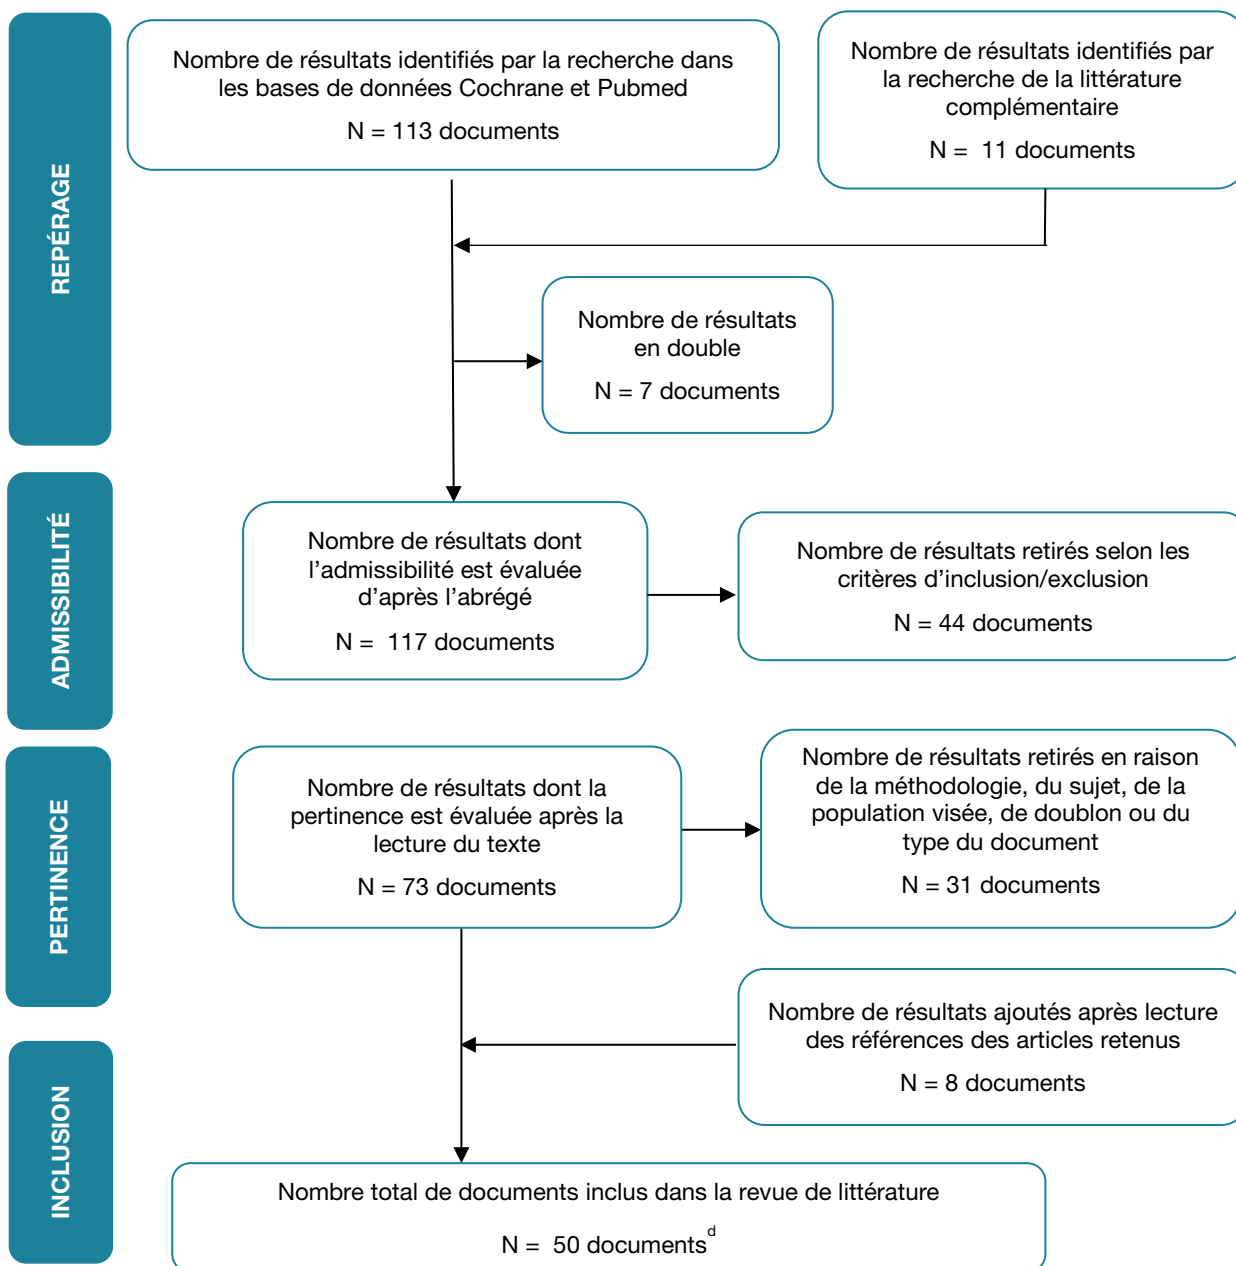 REPÉRAGE
Nombre de résultats identifiés par la recherche dans
les bases de données Cochrane et Pubmed
N = 113 documents
Nombre de résultats identifiés par
la recherche de la littérature
complémentaire
N = 11 documents
Nombre de résultats
en double
N = 7 documents
ADMISSIBILITÉ
Nombre de résultats dont
l’admissibilité est évaluée
d’après l’abrégé
N = 117 documents
Nombre de résultats retirés selon les
critères d’inclusion/exclusion
N = 44 documents
PERTINENCE
Nombre de résultats dont la
pertinence est évaluée après la
lecture du texte
N = 73 documents
Nombre de résultats retirés en raison
de la méthodologie, du sujet, de la
population visée, de doublon ou du
type du document
N = 31 documents
Nombre de résultats ajoutés après lecture
des références des articles retenus
N = 8 documents
INCLUSION
Nombre total de documents inclus dans la revue de littérature
N = 50 documents^d